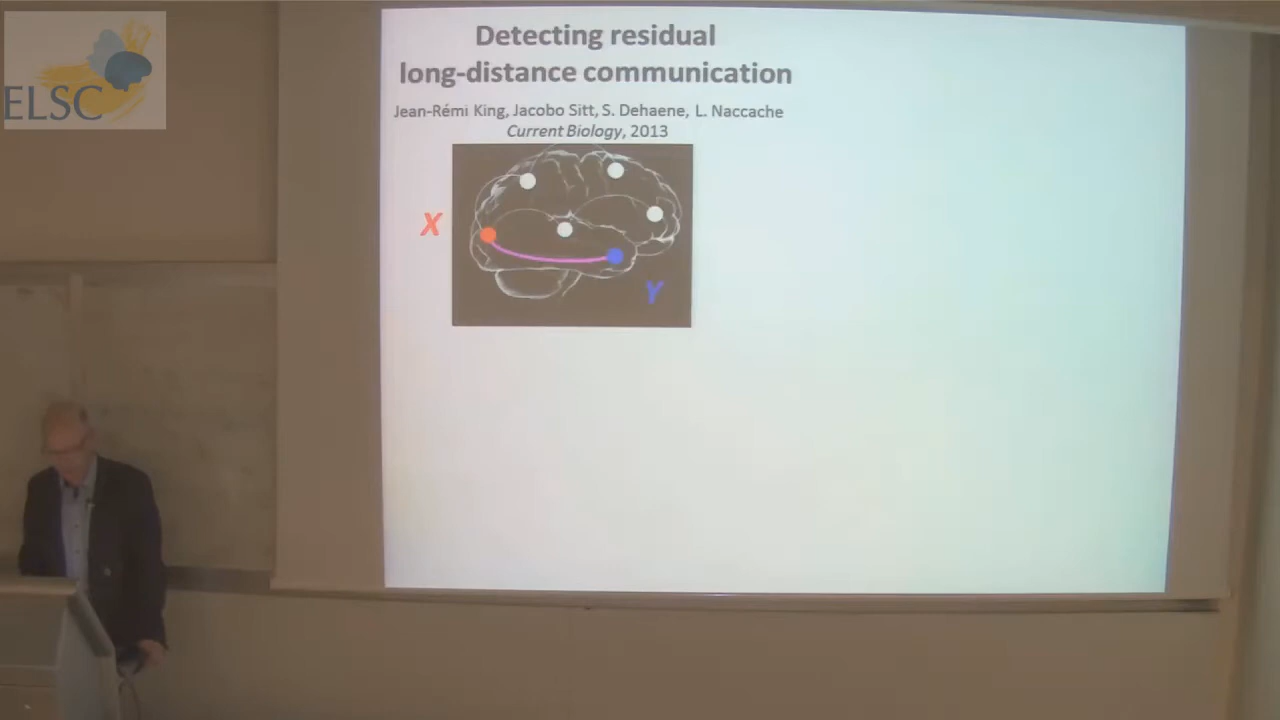 ELSC
Detecting residual
long-distance communication
Jean-Rémi King, Jacobo Sitt, S. Dehaene, L. Naccache
Current Biology, 2013
X
Y